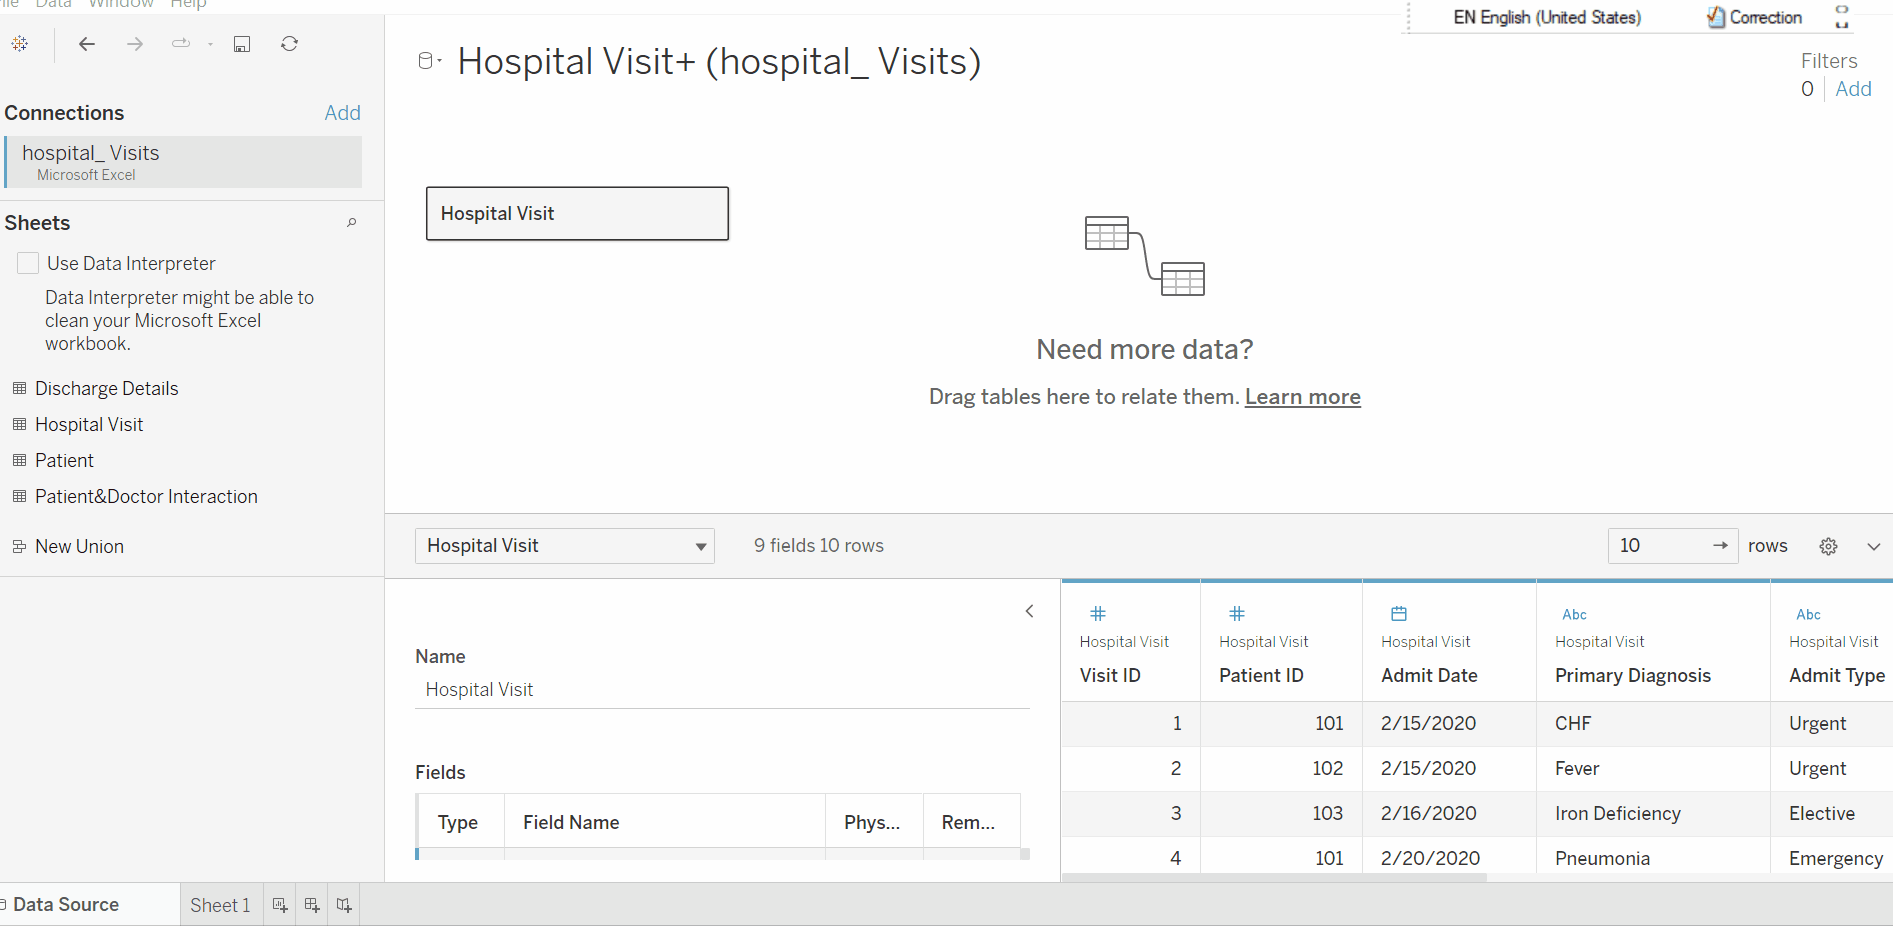 Data Window Help
EN English (United States) Correction
Hospital Visit+ (hospital_ Visits)
Filters
0 Add
Connections Add
hospital_ Visits
Microsoft Excel
Sheets
Use Data Interpreter
Data Interpreter might be able to
clean your Microsoft Excel
workbook.
Discharge Details
Hospital Visit
Patient
Patient&Doctor Interaction
New Union
Hospital Visit
Need more data?
Drag tables here to relate them. Learn more
Hospital Visit 9 fields 10 rows 10 rows
Name
Hospital Visit
Fields
Type Field Name Phys... Rem...
Abc Abc
Hospital Visit Hospital Visit Hospital Visit Hospital Visit Hospital Visit
Visit ID Patient ID Admit Date Primary Diagnosis Admit Type
1 101 2/15/2020 CHF Urgent
2 102 2/15/2020 Fever Urgent
3 103 2/16/2020 Iron Deficiency Elective
4 101 2/20/2020 Pneumonia Emergency
Data Source Sheet 1